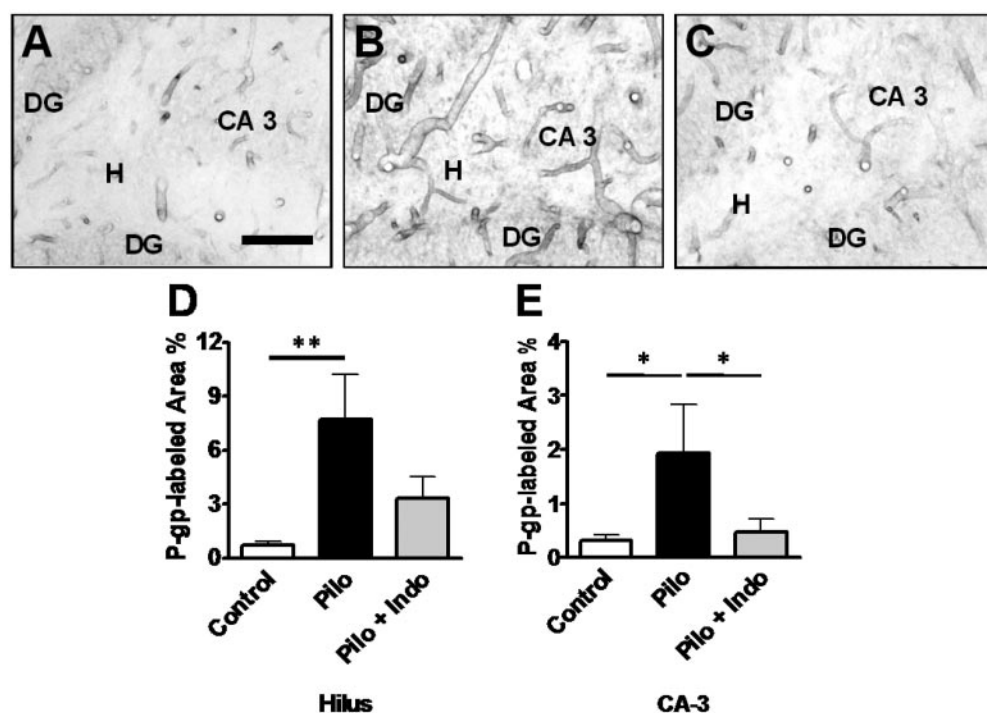 A
DG
CA 3
H
DG
B
DG
CA 3
H
DG
C
DG
CA 3
H
DG
D
P-gp-labeled Area %
12
9
6
3
0
**
Control
Pilo
Pilo + Indo
Hilus
E
P-gp-labeled Area %
4
3
2
1
0
*
*
Control
Pilo
Pilo + Indo
CA-3